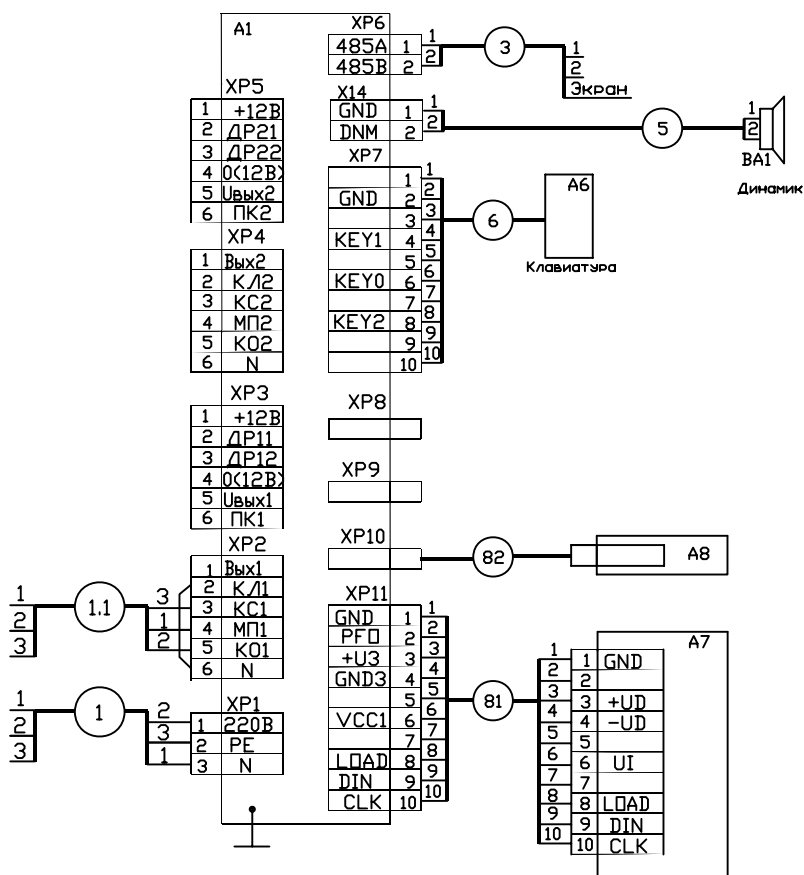 A1
XP6
485A 1
485B 2
1
2
3
1
2
Экран
X14
GND 1
DNM 2
1
2
5
1
2
BA1
Динамик
XP5
1 +12В
2 ДР21
3 ДР22
4 0(12В)
5 Uвых2
6 ПК2
XP7
1
GND 2
3
KEY1 4
5
KEY0 6
7
KEY2 8
9
10
1
2
3
4
5
6
7
8
9
10
6
A6
Клавиатура
XP4
1 Вых2
2 КЛ2
3 КС2
4 МП2
5 КО2
6 N
XP3
1 +12В
2 ДР11
3 ДР12
4 0(12В)
5 Uвых1
6 ПК1
XP8
XP9
XP10
82
A8
XP2
1 Вых1
2 КЛ1
3 КС1
4 МП1
5 КО1
6 N
1
2
3
1.1
3
1
2
XP1
1 220В
2 PE
3 N
1
2
3
1
2
3
1
XP11
GND 1
PF0 2
+U3 3
GND3 4
5
VCC1 6
7
LOAD 8
DIN 9
CLK 10
1
2
3
4
5
6
7
8
9
10
81
A7
1
2
3
4
5
6
7
8
9
10
1 GND
2
3 +UD
4 -UD
5
6 UI
7
8 LOAD
9 DIN
10 CLK